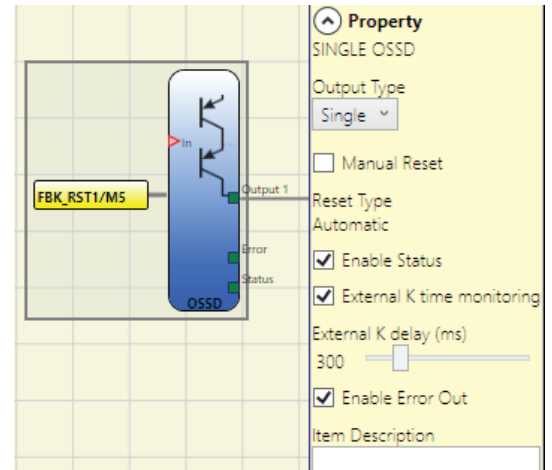 FBK_RST1/M5
In
Output 1
Error
Status
OSSD
Property
SINGLE OSSD
Output Type
Single
Manual Reset
Reset Type
Automatic
Enable Status
External K time monitoring
External K delay (ms)
300
Enable Error Out
Item Description